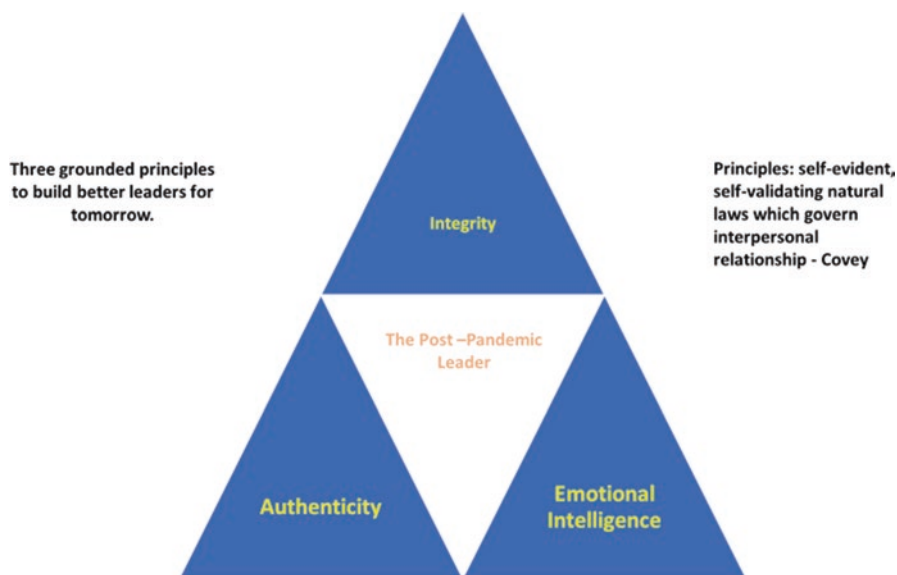 Three grounded principles
to build better leaders for
tomorrow.
Principles: self-evident,
self-validating natural
laws which govern
interpersonal
relationship - Covey
Integrity
The Post –Pandemic
Leader
Authenticity
Emotional
Intelligence